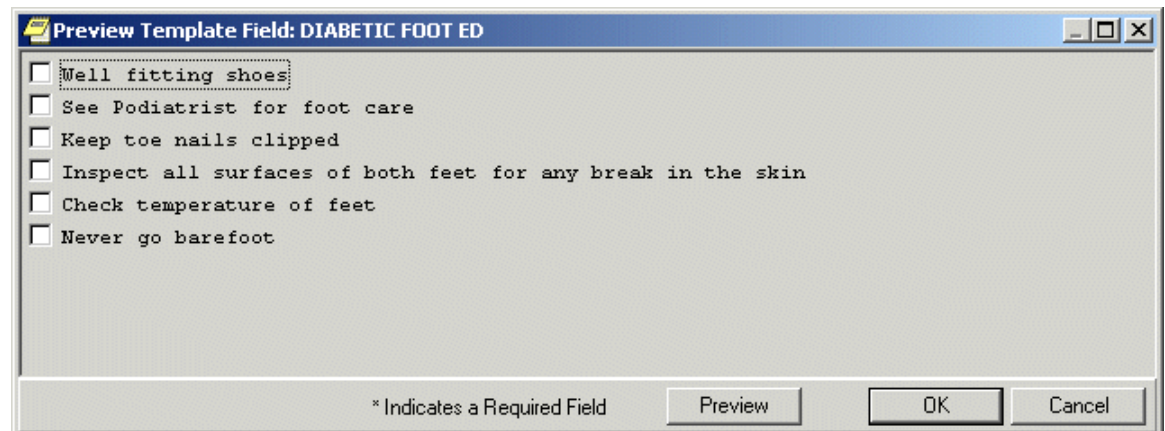 Preview Template Field: DIABETIC FOOT ED
Well fitting shoes
See Podiatrist for foot care
Keep toe nails clipped
Inspect all surfaces of both feet for any break in the skin
Check temperature of feet
Never go barefoot
* Indicates a Required Field Preview OK Cancel